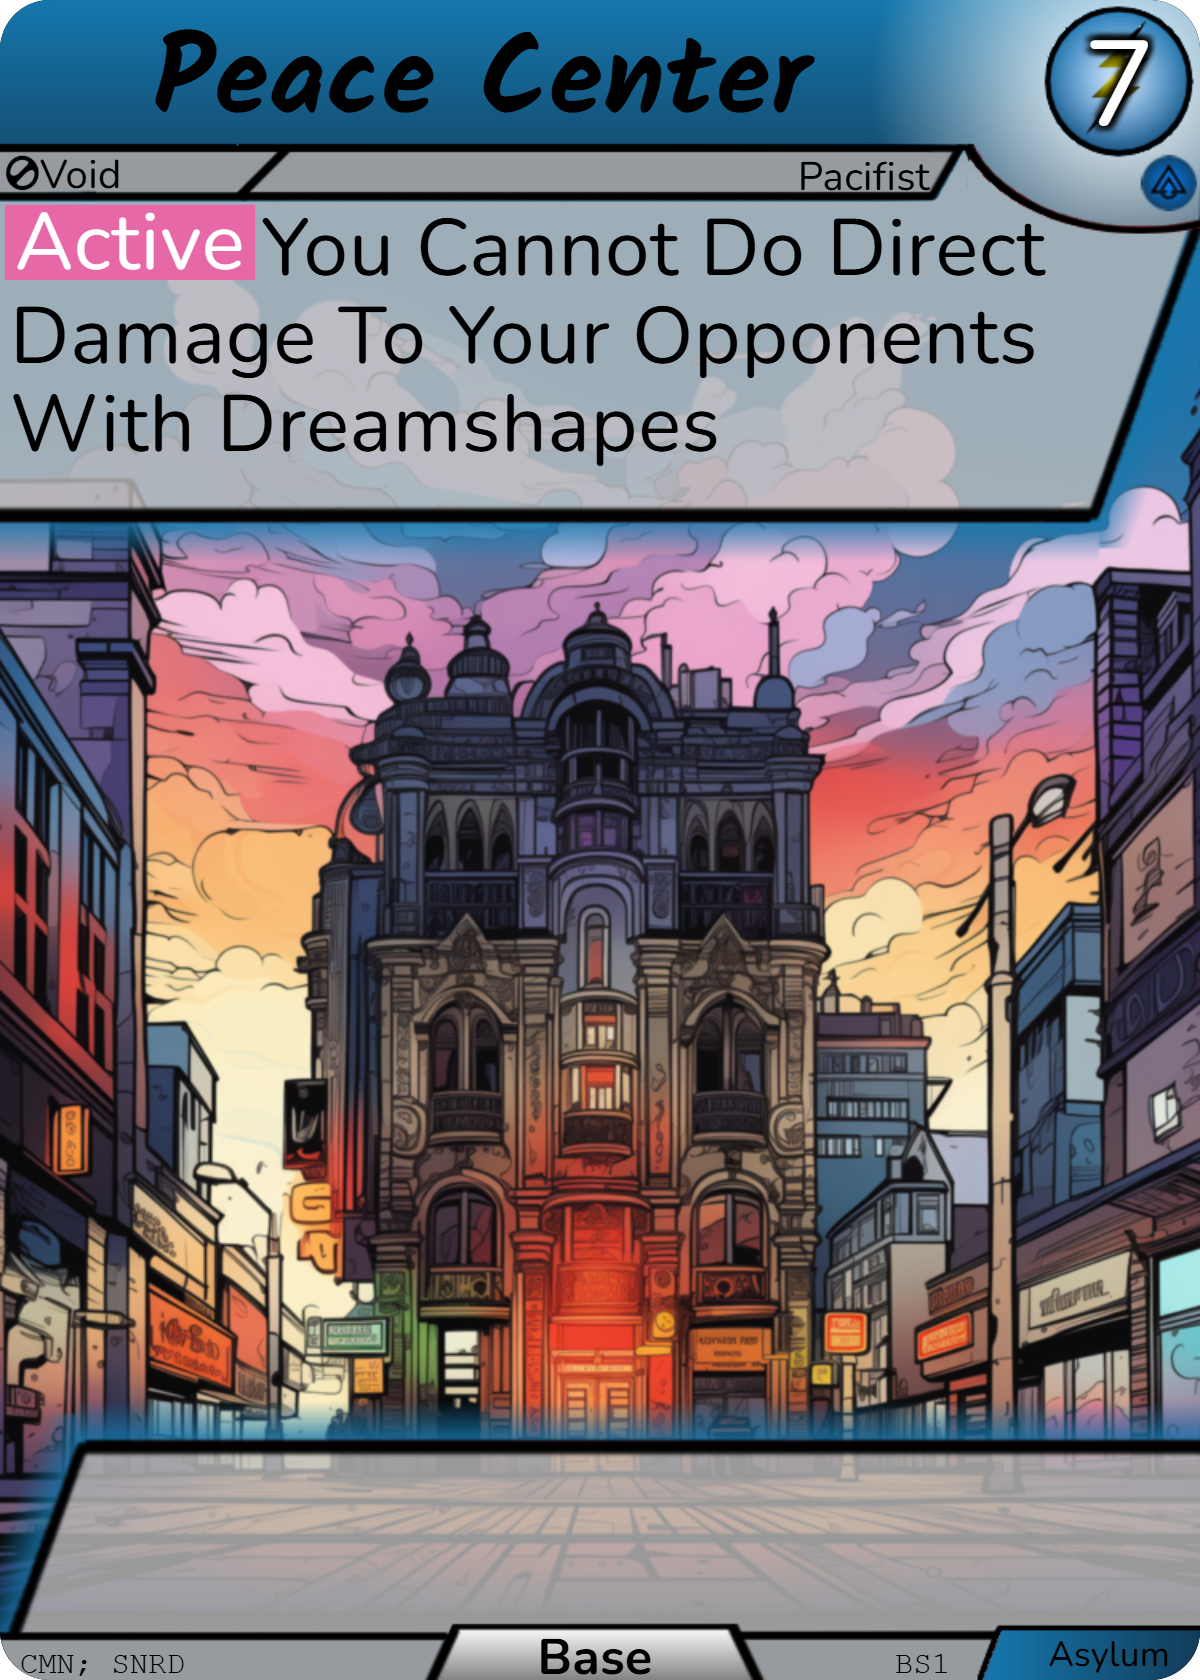 Peace Center
7
Void
Pacifist
Active You Cannot Do Direct
Damage To Your Opponents
With Dreamshapes
CMN; SNRD
Base
BS1
Asylum